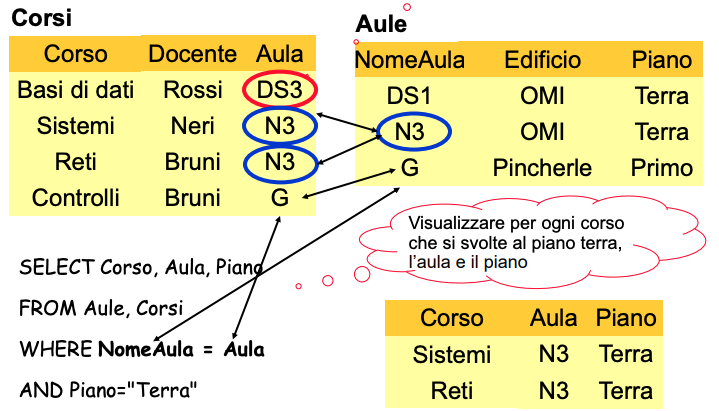 Corsi
Corso Docente Aula
Basi di dati Rossi DS3
Sistemi Neri N3
Reti Bruni N3
Controlli Bruni G
Aule
NomeAula Edificio Piano
DS1 OMI Terra
N3 OMI Terra
G Pincherle Primo
Visualizzare per ogni corso
che si svolte al piano terra,
l'aula e il piano
SELECT Corso, Aula, Piano
FROM Aule, Corsi
WHERE NomeAula = Aula
AND Piano="Terra"
Corso Aula Piano
Sistemi N3 Terra
Reti N3 Terra